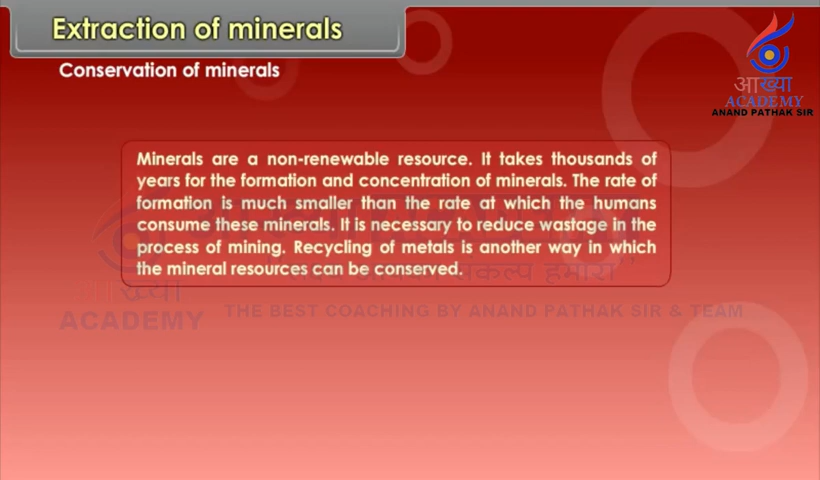 Extraction of minerals
Conservation of minerals
आख्या
ACADEMY
ANAND PATHAK SIR
Minerals are a non-renewable resource. It takes thousands of
years for the formation and concentration of minerals. The rate of
formation is much smaller than the rate at which the humans
consume these minerals. It is necessary to reduce wastage in the
process of mining. Recycling of metals is another way in which
the mineral resources can be conserved.
संकल्प हमारा
आख्या
ACADEMY
THE BEST COACHING BY ANAND PATHAK SIR & TEAM